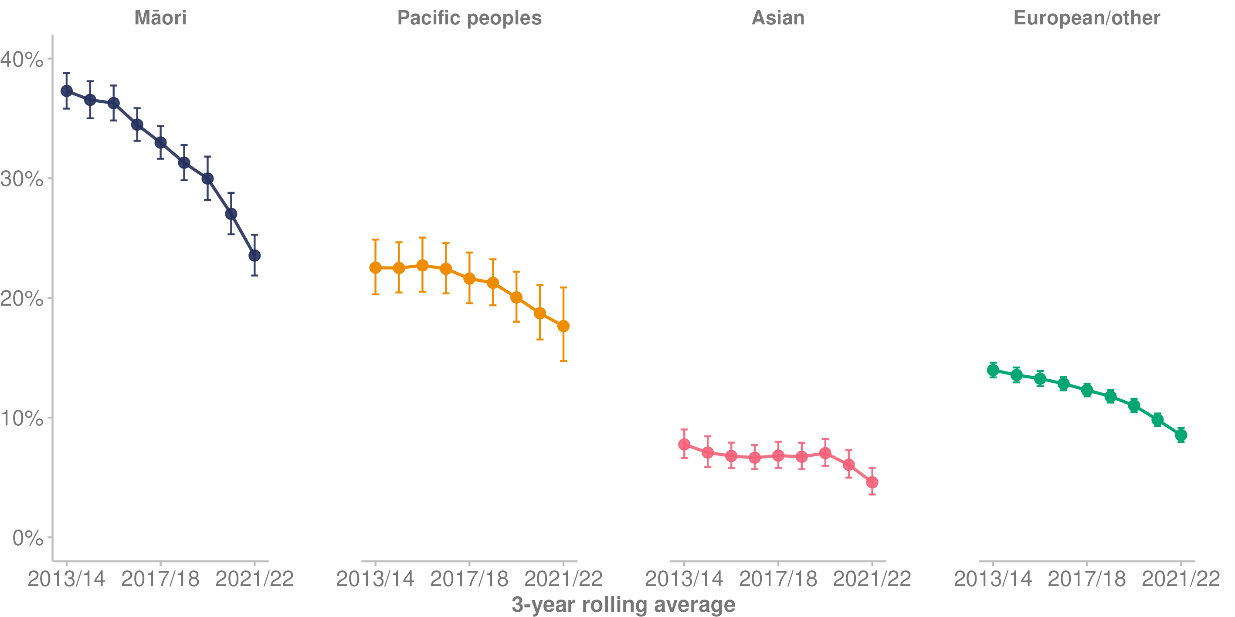 Māori Pacific peoples Asian European/other
40%
30%
20%
10%
0%
2013/14 2017/18 2021/22 2013/14 2017/18 2021/22 2013/14 2017/18 2021/22 2013/14 2017/18 2021/22
3-year rolling average